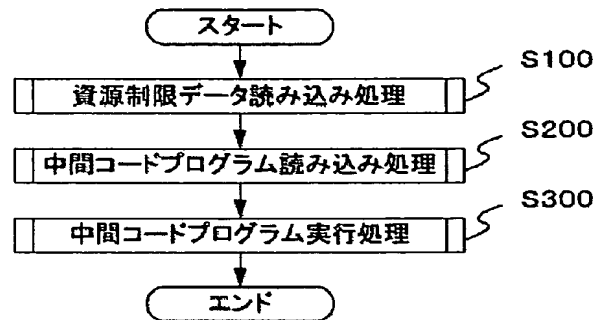 スタート
資源制限データ読み込み処理
S100
中間コードプログラム読み込み処理
S200
中間コードプログラム実行処理
S300
エンド